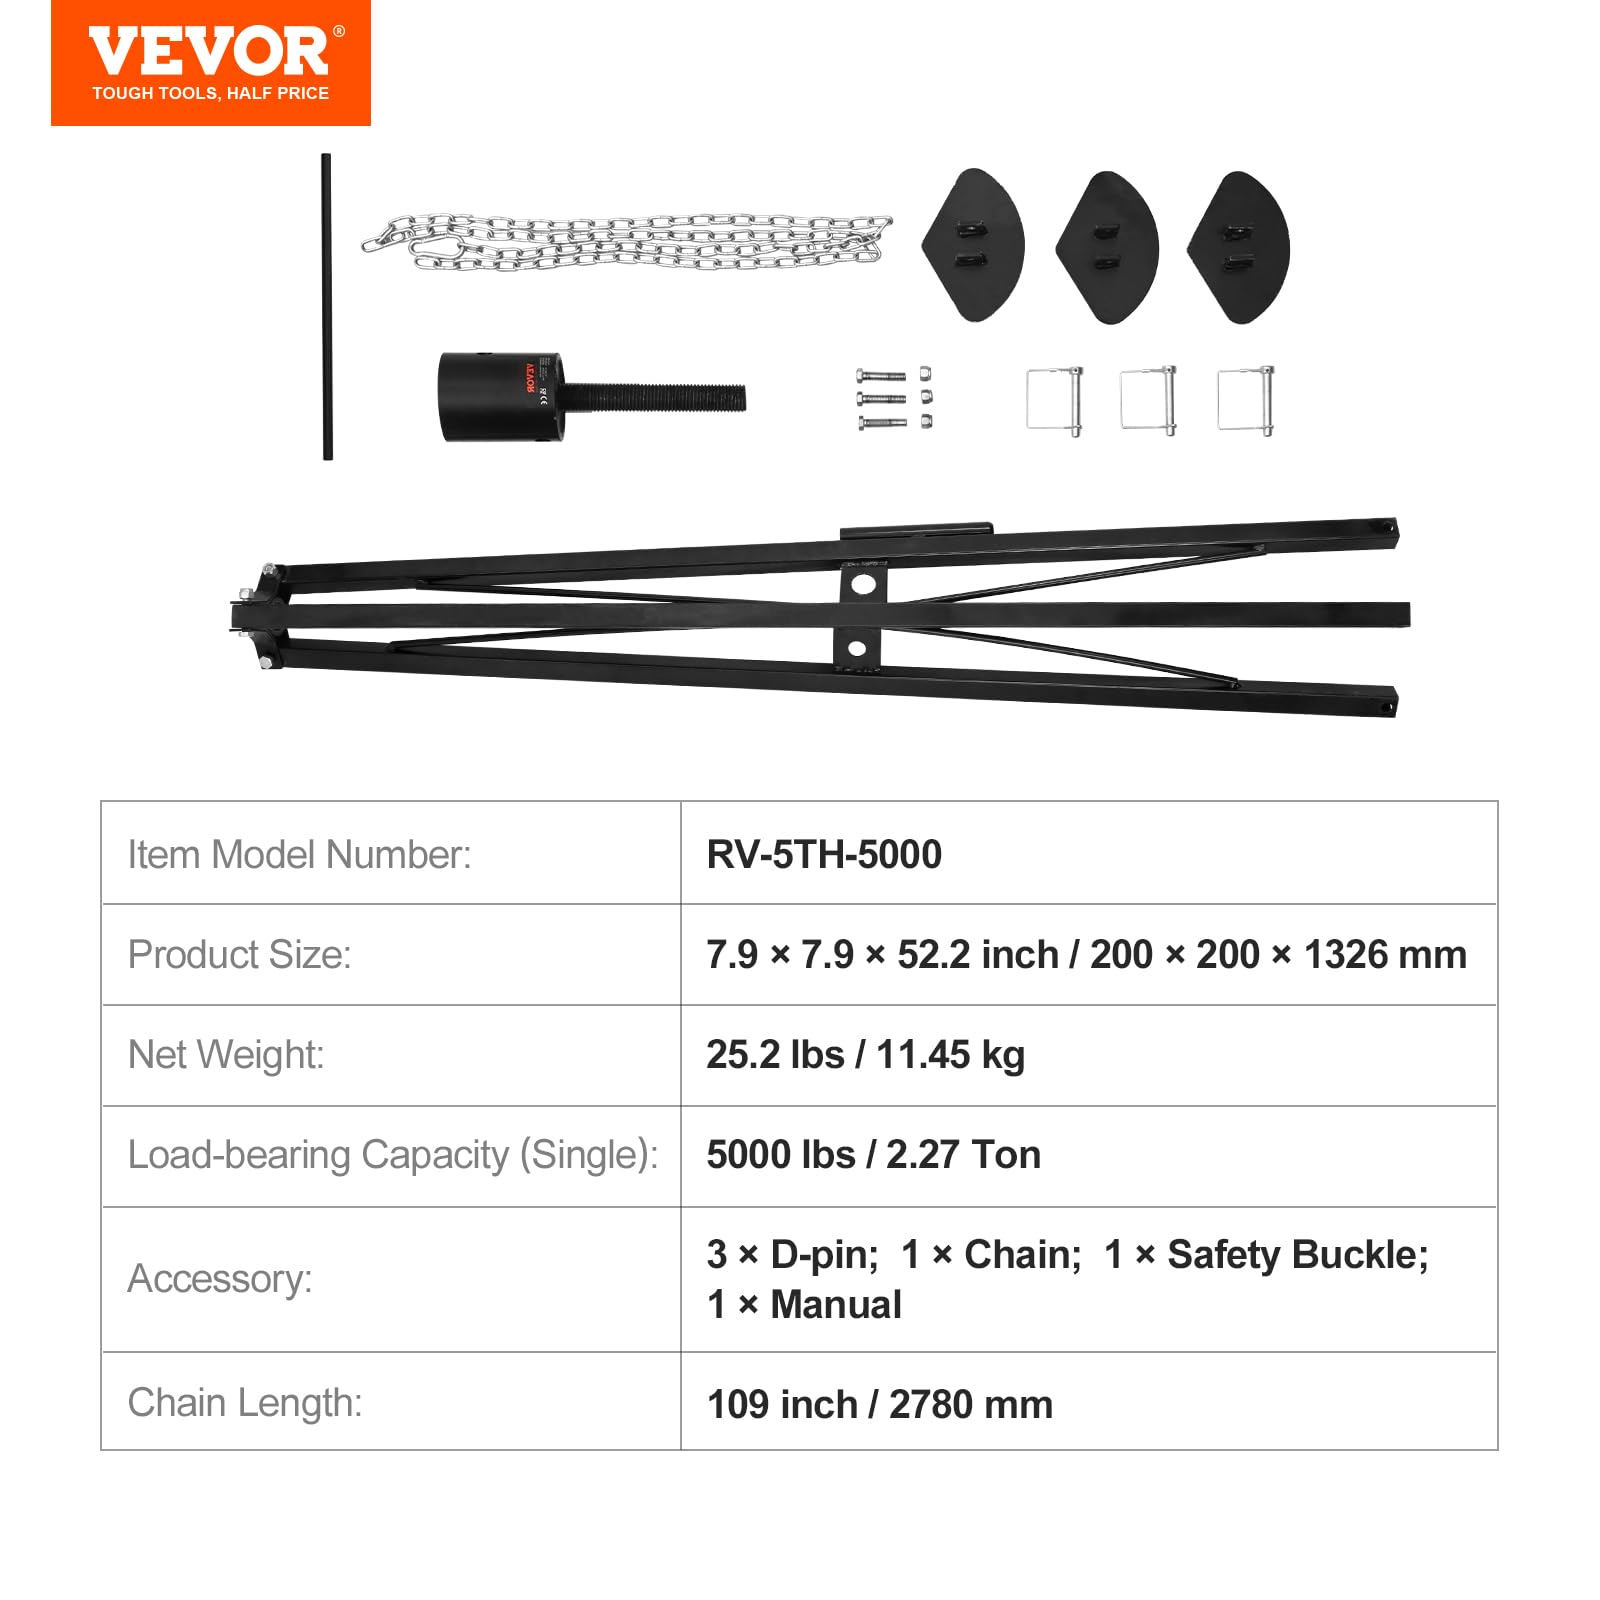 VEVOR®
TOUGH TOOLS, HALF PRICE
VEVOR
CE
Item Model Number:
RV-5TH-5000
Product Size:
7.9 × 7.9 × 52.2 inch / 200 × 200 × 1326 mm
Net Weight:
25.2 lbs / 11.45 kg
Load-bearing Capacity (Single):
5000 lbs / 2.27 Ton
Accessory:
3 × D-pin; 1 × Chain; 1 × Safety Buckle;
1 × Manual
Chain Length:
109 inch / 2780 mm